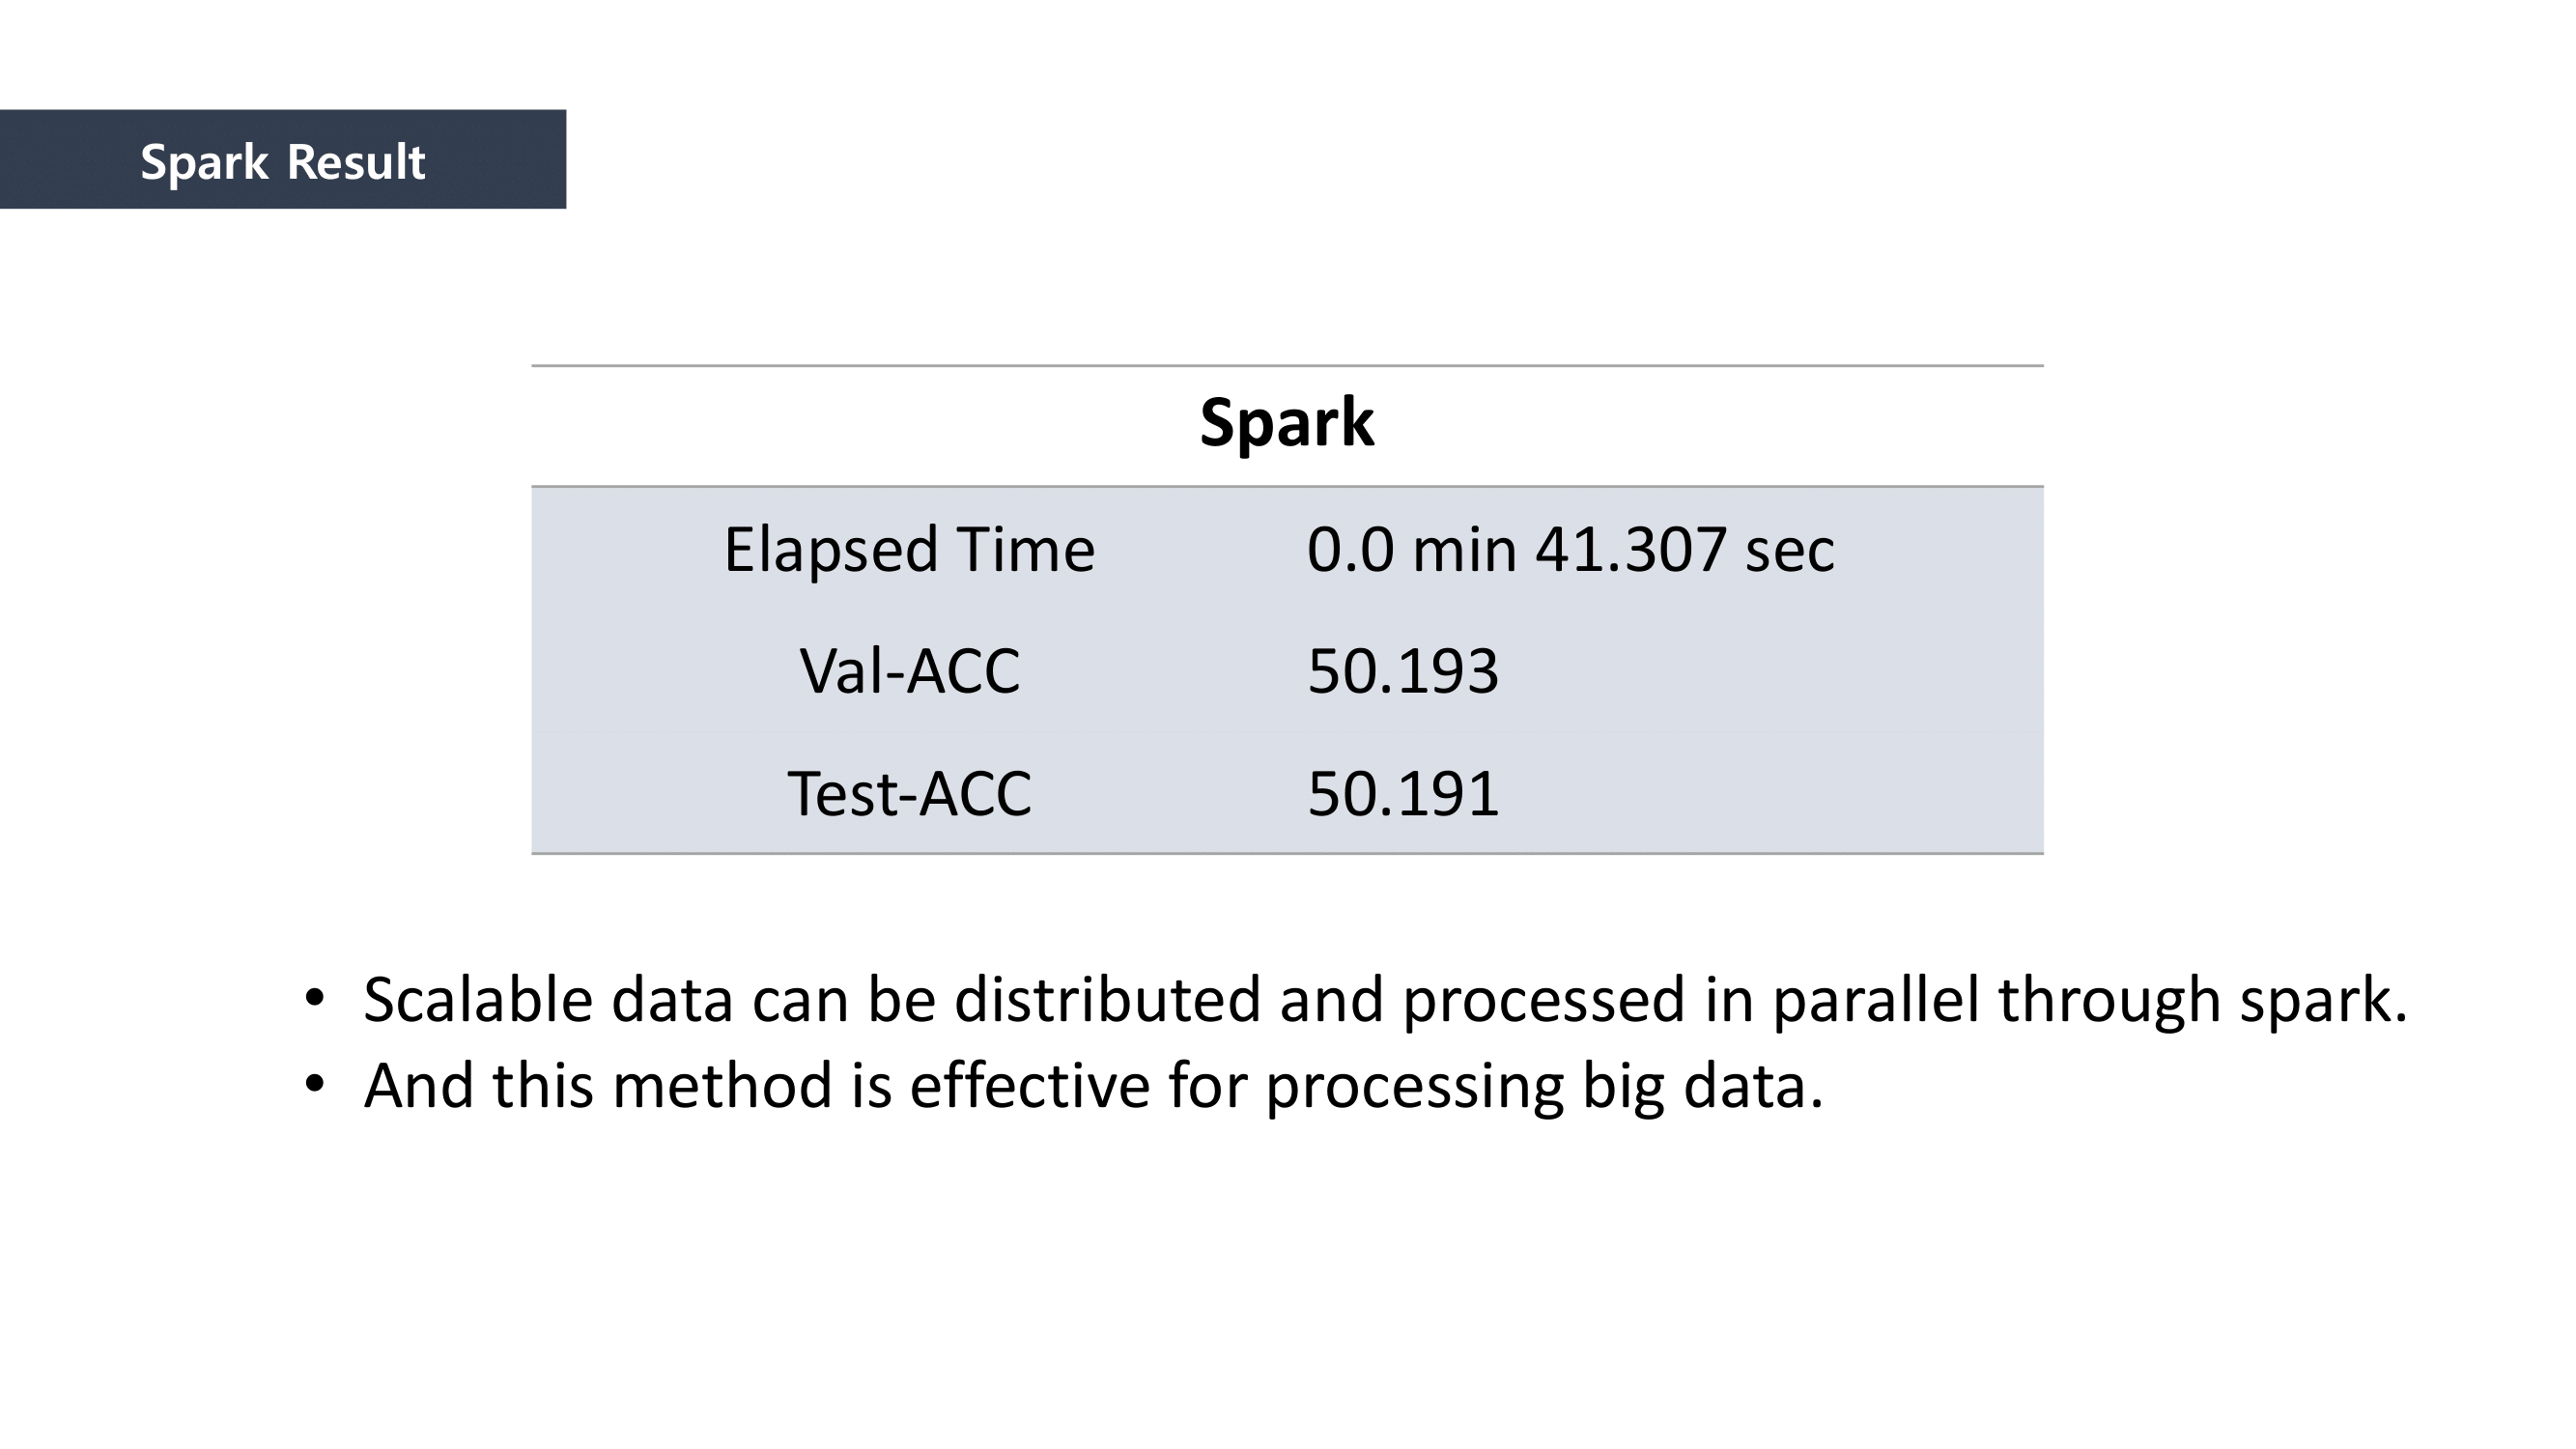 Spark Result
Spark
Elapsed Time 0.0 min 41.307 sec
Val-ACC 50.193
Test-ACC 50.191
• Scalable data can be distributed and processed in parallel through spark.
• And this method is effective for processing big data.